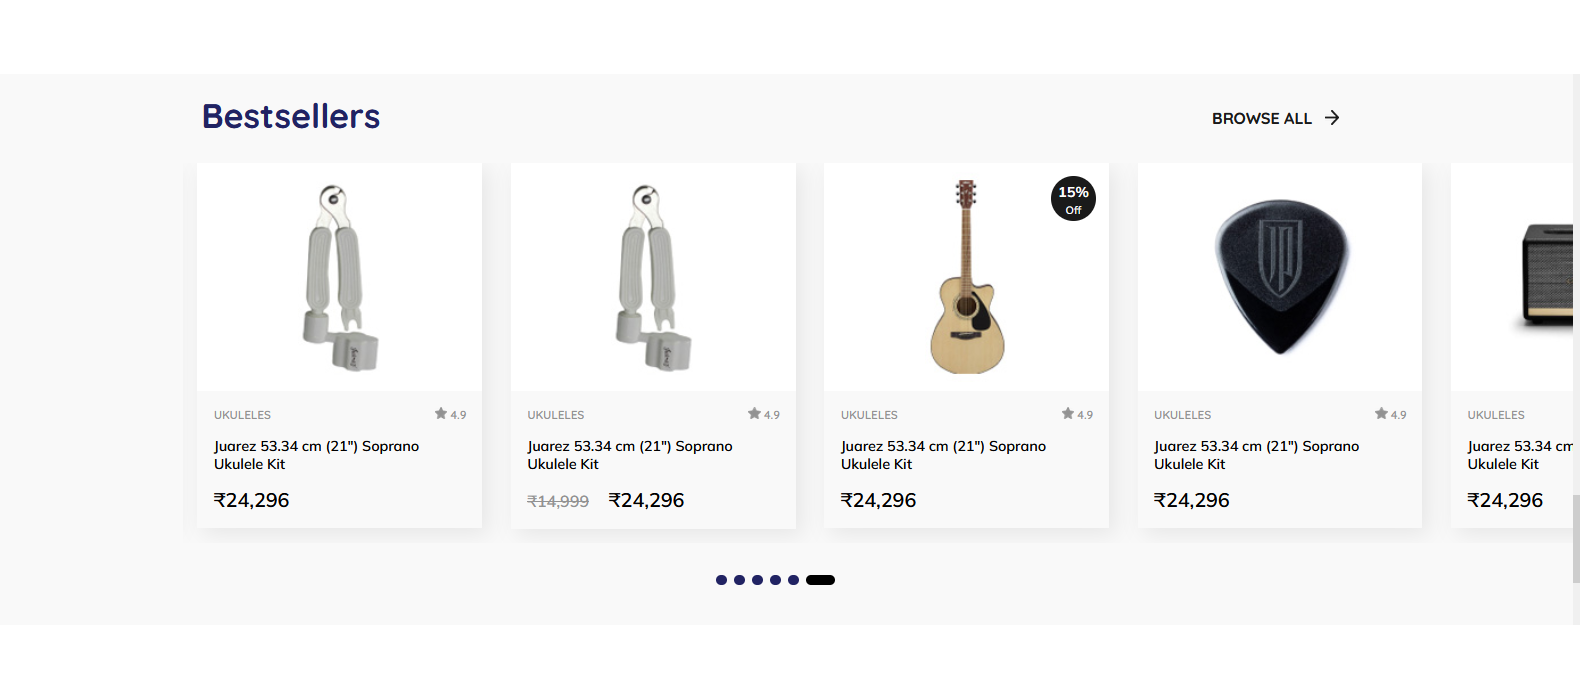 Bestsellers
BROWSE ALL
15%
Off
JP
UKULELES 4.9
Juarez 53.34 cm (21") Soprano
Ukulele Kit
₹24,296
UKULELES 4.9
Juarez 53.34 cm (21") Soprano
Ukulele Kit
₹14,999 ₹24,296
UKULELES 4.9
Juarez 53.34 cm (21") Soprano
Ukulele Kit
₹24,296
UKULELES 4.9
Juarez 53.34 cm (21") Soprano
Ukulele Kit
₹24,296
UKULELES
Juarez 53.34 cm
Ukulele Kit
₹24,296